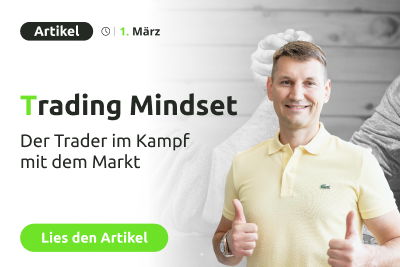 Artikel
1. März
Trading Mindset
Der Trader im Kampf
mit dem Markt
Lies den Artikel